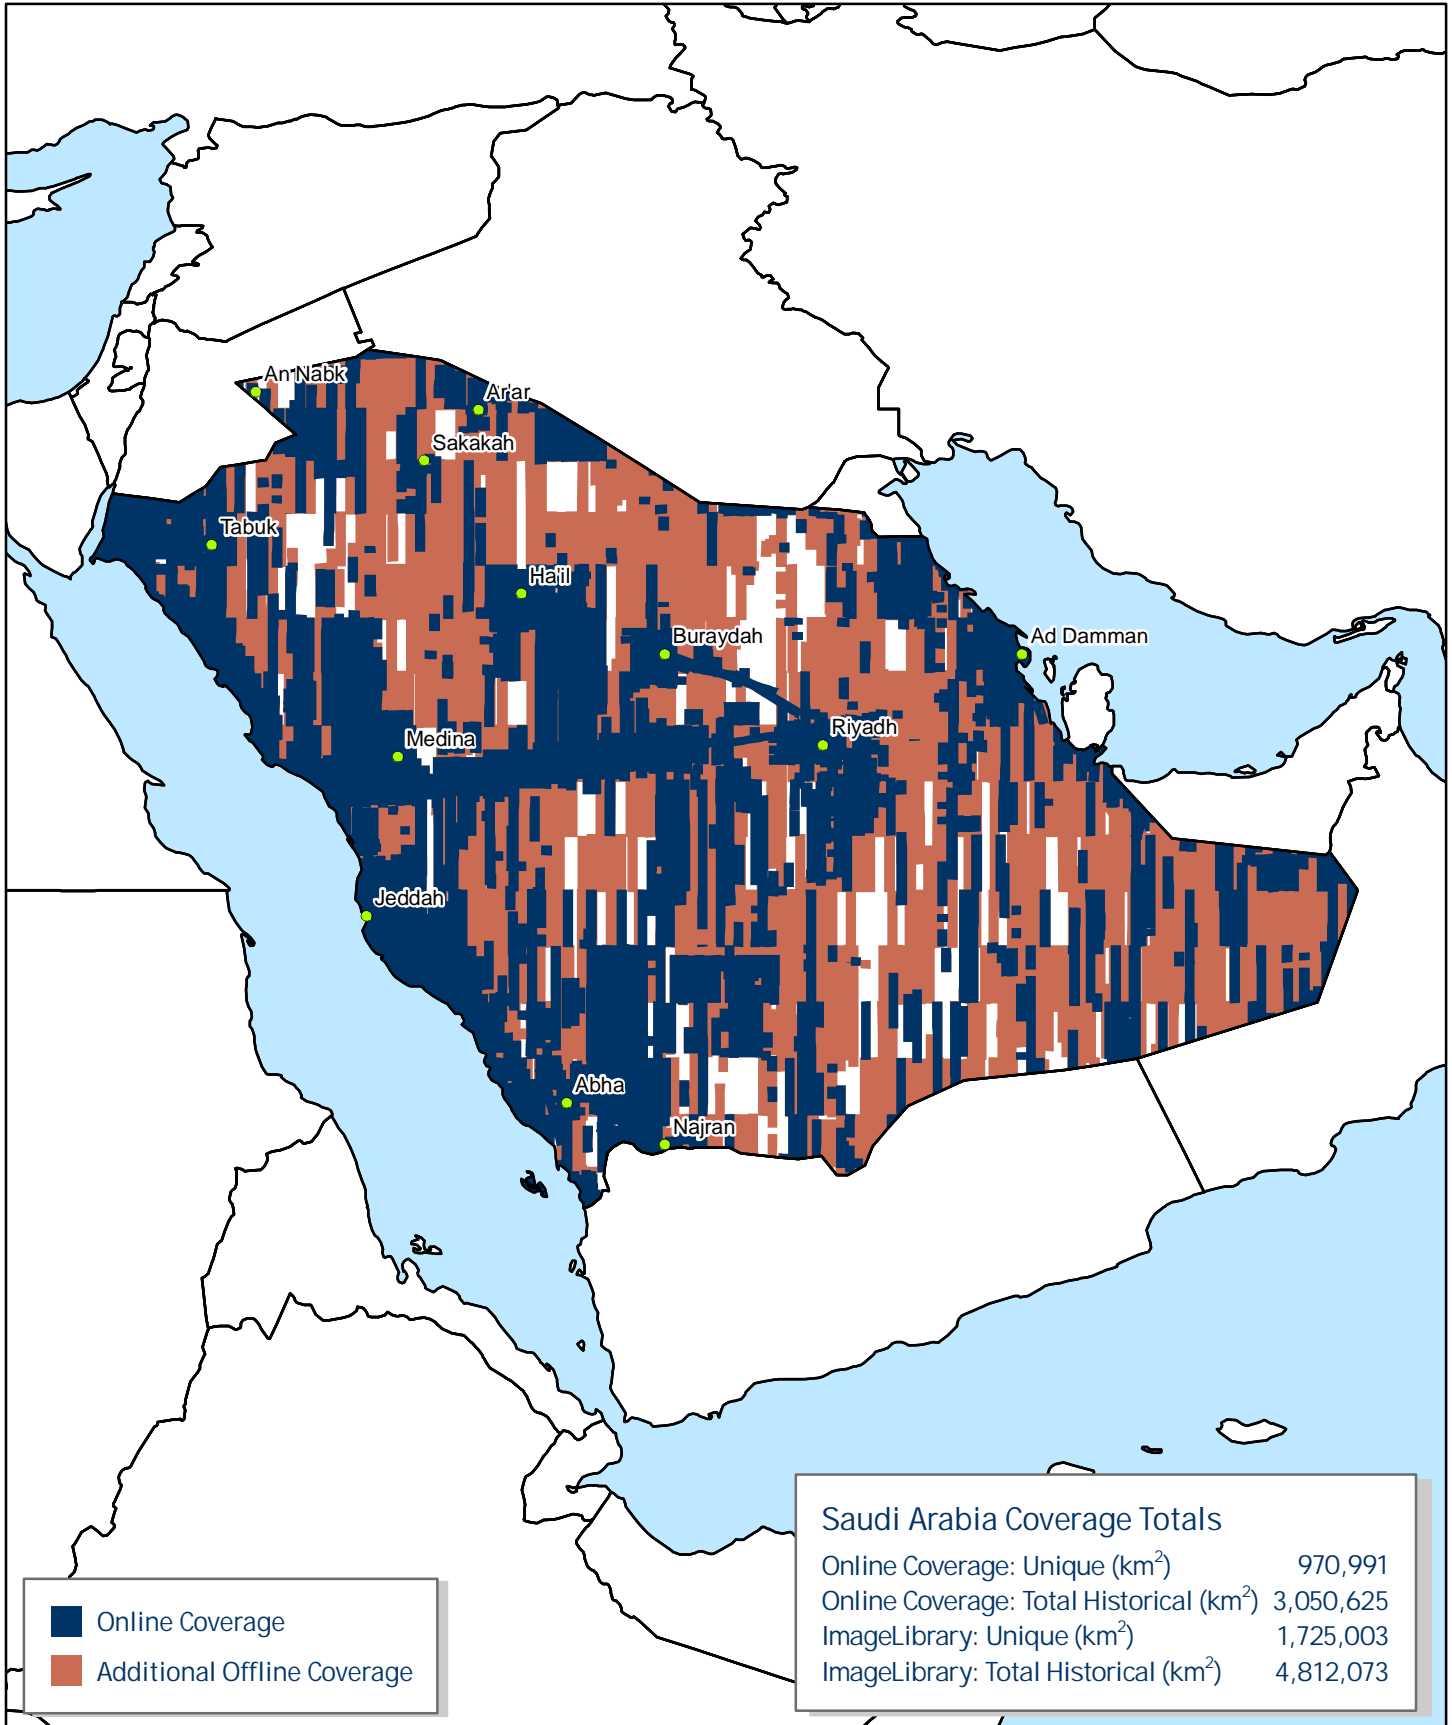 An Nabk
Ar'ar
Sakakah
Tabuk
Ha'il
Buraydah
Ad Damman
Riyadh
Medina
Jeddah
Abha
Najran
Saudi Arabia Coverage Totals
Online Coverage: Unique (km²) 970,991
Online Coverage: Total Historical (km²) 3,050,625
ImageLibrary: Unique (km²) 1,725,003
ImageLibrary: Total Historical (km²) 4,812,073
Online Coverage
Additional Offline Coverage